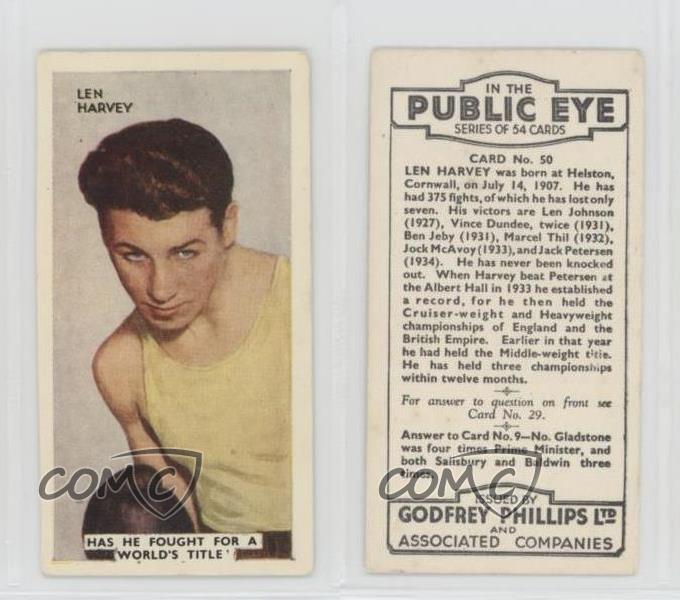 LEN
HARVEY
HAS HE FOUGHT FOR A
WORLD'S TITLE'
COMC
IN THE
PUBLIC EYE
SERIES OF 54 CARDS
CARD No. 50
LEN HARVEY was born at Helston,
Cornwall, on July 14, 1907. He has
had 375 fights, of which he has lost only
seven. His victors are Len Johnson
(1927), Vince Dundee, twice (1931),
Ben Jeby (1931), Marcel Thil (1932),
Jock McAvoy (1933), and Jack Petersen
(1934). He has never been knocked
out. When Harvey beat Petersen at
the Albert Hall in 1933 he established
a record, for he then held the
Cruiser-weight and Heavyweight
championships of England and the
British Empire. Earlier in that year
he had held the Middle-weight title.
He has held three championships
within twelve months.
For answer to question on front see
Card No. 29.
Answer to Card No. 9—No. Gladstone
was four times Prime Minister, and
both Salisbury and Baldwin three
times.
COMC
ISSUED BY
GODFREY PHILLIPS LTD
AND
ASSOCIATED COMPANIES